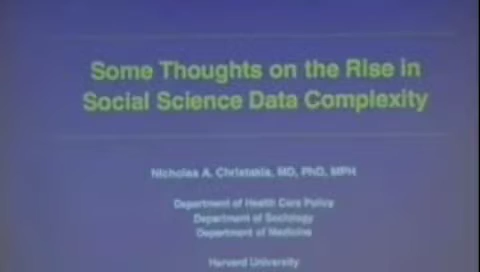 Some Thoughts on the Rise in
Social Science Data Complexity
Nicholas A. Christakis, MD, PhD, MPH
Department of Health Care Policy
Department of Sociology
Department of Medicine
Harvard University